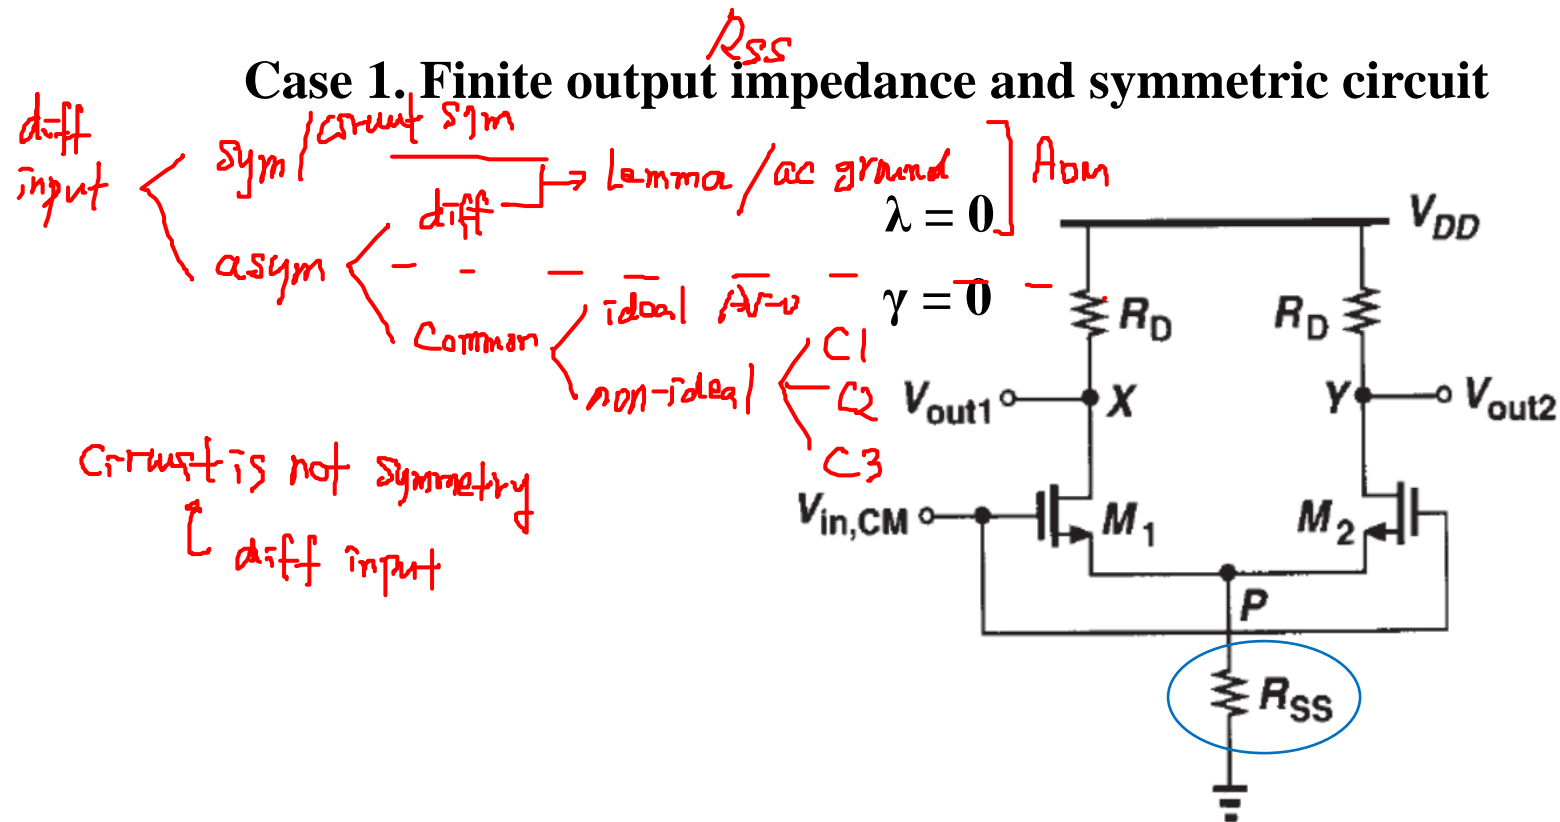 RSS
Case 1. Finite output impedance and symmetric circuit
diff
input
sym / circuit sym
diff
Lemma / ac ground
ADM
asym
λ = 0
γ = 0
common
ideal
non-ideal
C1
C2
C3
circuit is not symmetry
diff input
VDD
RD
RD
Vout1
X
Y
Vout2
Vin,CM
M1
M2
P
RSS